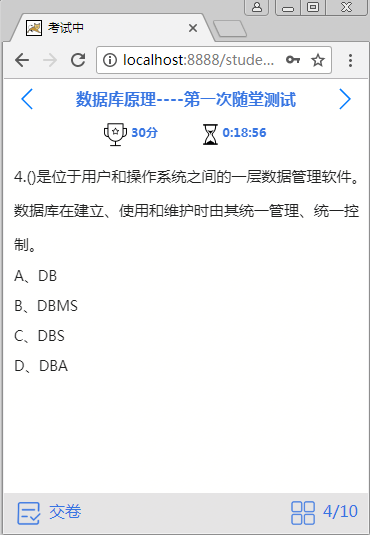 考试中
localhost:8888/stude...
数据库原理----第一次随堂测试
30分
0:18:56
4.()是位于用户和操作系统之间的一层数据管理软件。
数据库在建立、使用和维护时由其统一管理、统一控
制。
A、DB
B、DBMS
C、DBS
D、DBA
交卷
4/10